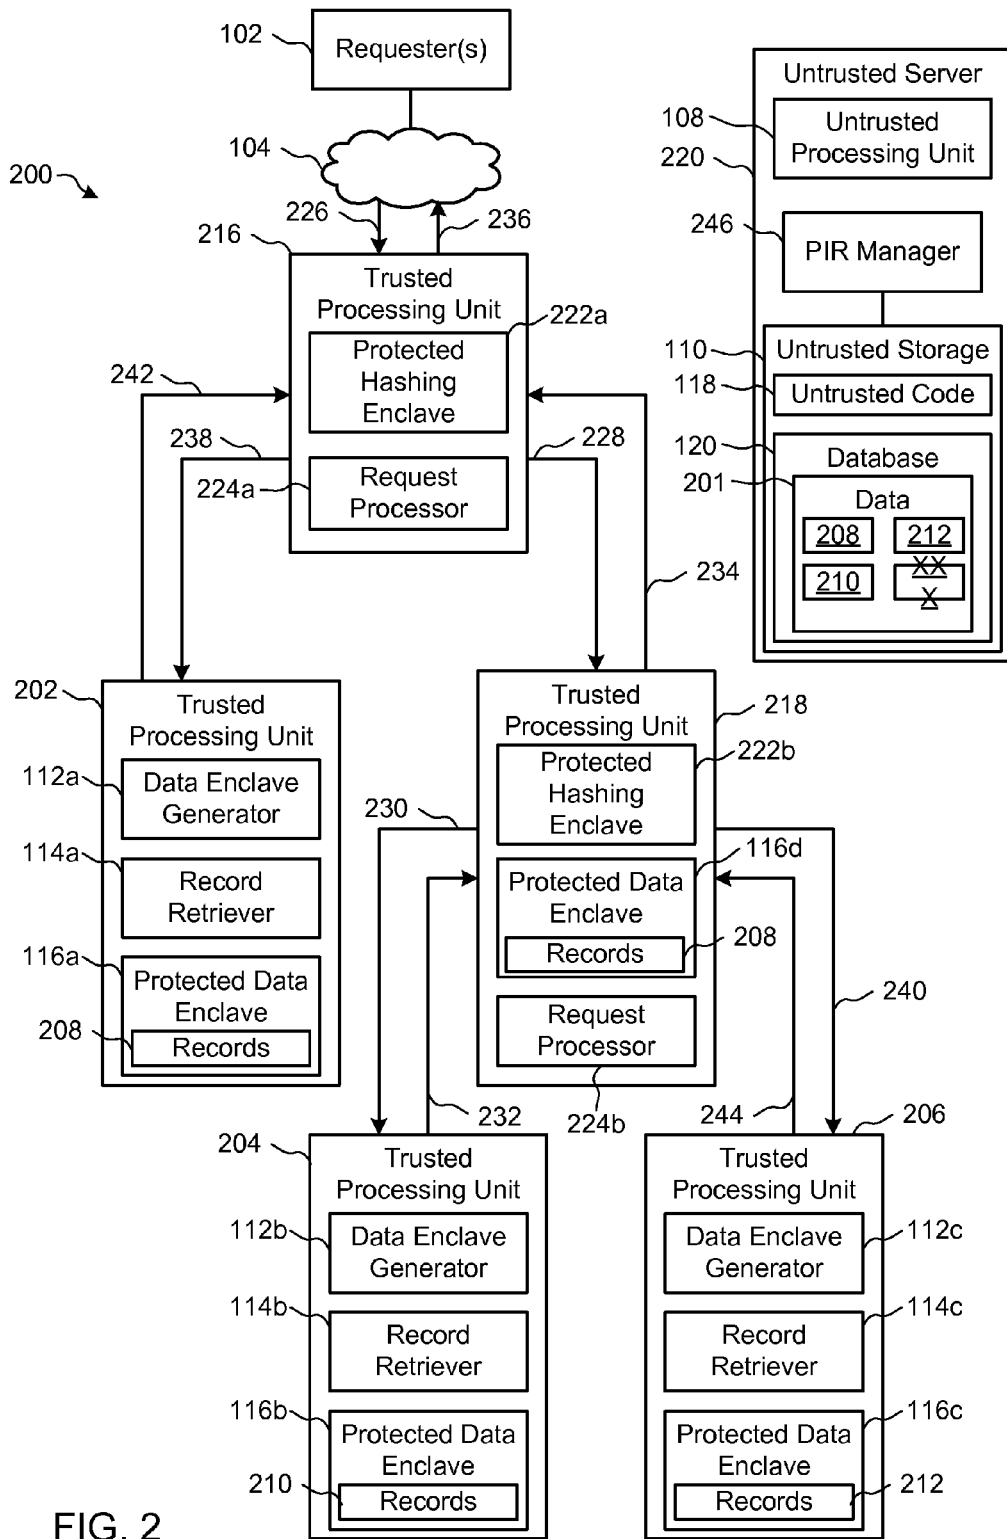 102
Requester(s)
104
200
226
236
216
Trusted
Processing Unit
222a
Protected
Hashing
Enclave
242
238
228
224a
Request
Processor
234
Untrusted Server
108
Untrusted
Processing Unit
220
246
PIR Manager
110
Untrusted Storage
118
Untrusted Code
120
Database
201
Data
208
212
210
XX
X
202
Trusted
Processing Unit
112a
Data Enclave
Generator
114a
Record
Retriever
116a
Protected Data
Enclave
208
Records
Trusted
Processing Unit
218
222b
Protected
Hashing
Enclave
230
116d
Protected Data
Enclave
208
Records
240
Request
Processor
232
224b
244
206
204
Trusted
Processing Unit
112b
Data Enclave
Generator
114b
Record
Retriever
116b
Protected Data
Enclave
210
Records
Trusted
Processing Unit
112c
Data Enclave
Generator
114c
Record
Retriever
116c
Protected Data
Enclave
Records
212
FIG. 2